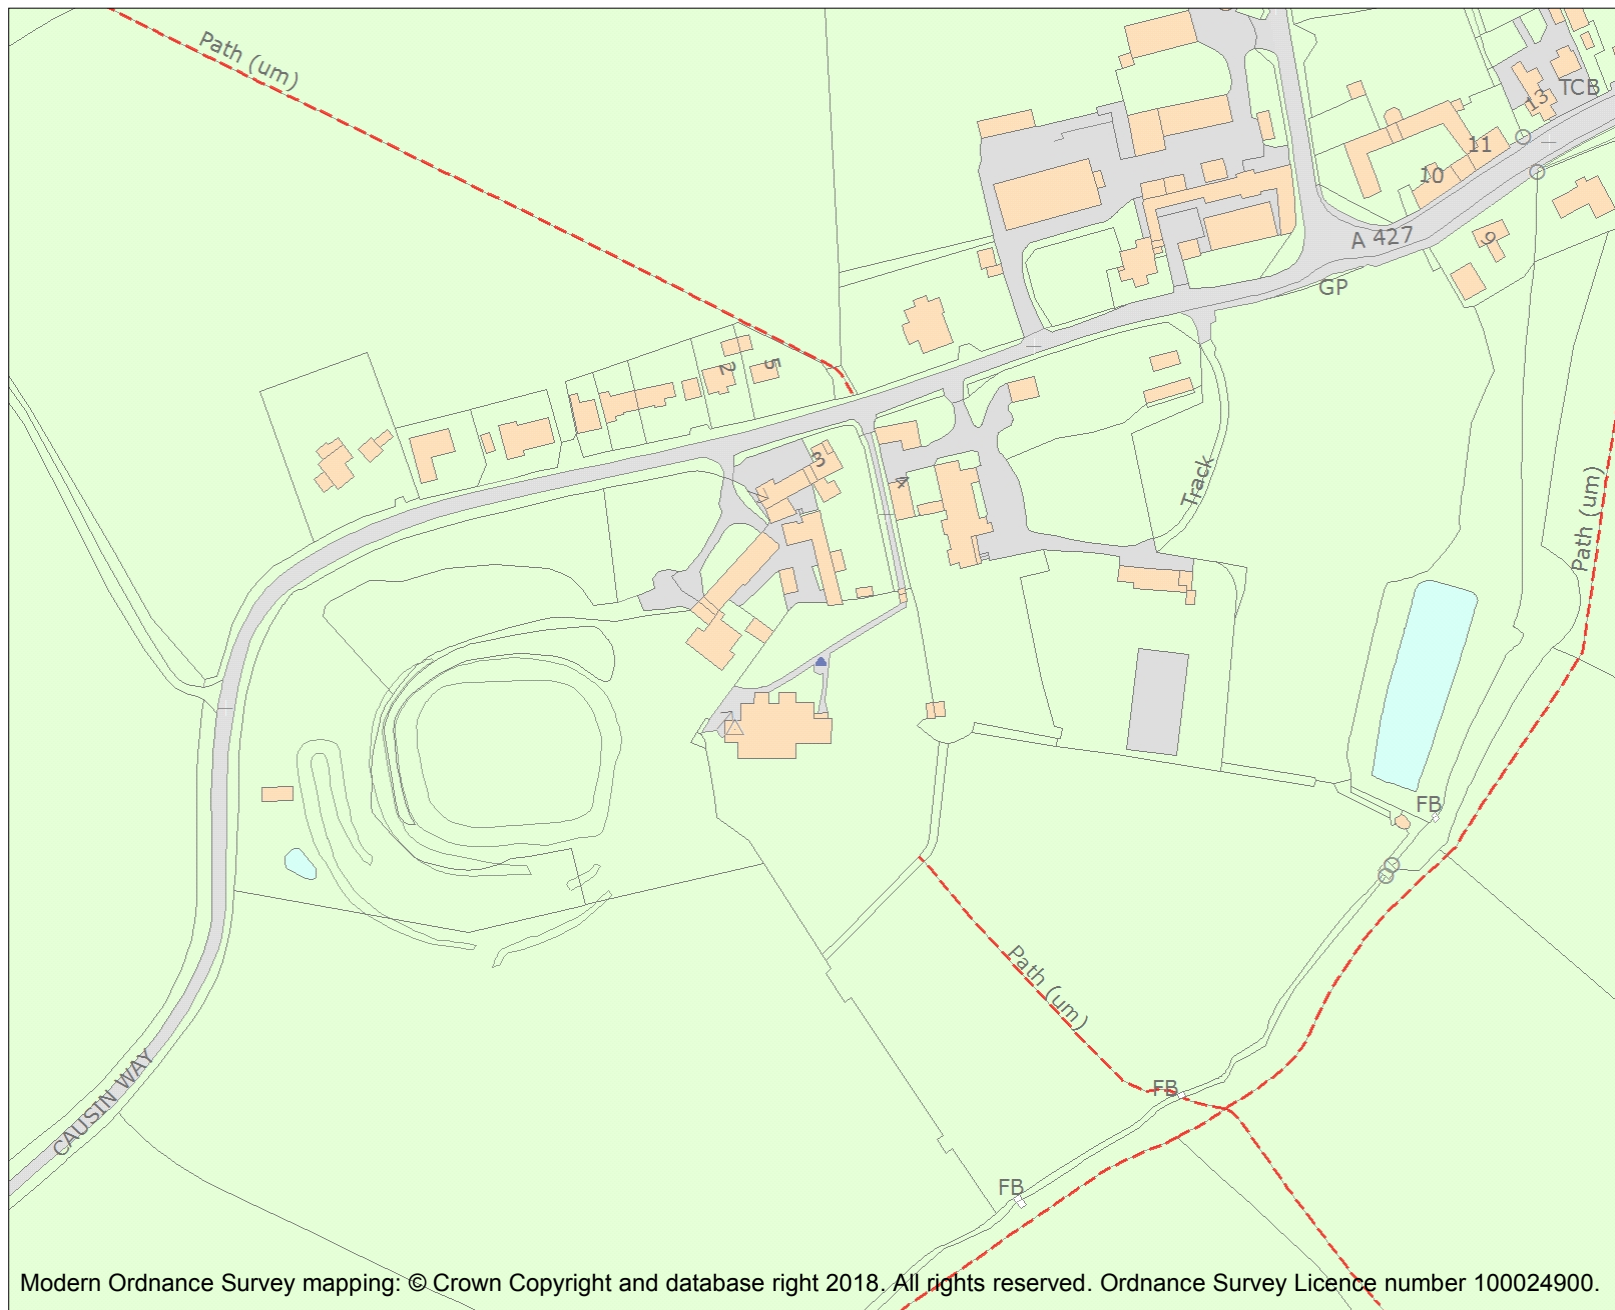 Path (um)
TCB
13
11
10
A 427
9
GP
2
5
3
4
Track
Path (um)
FB
Path (um)
FB
CAUSIN WAY
FB
Modern Ordnance Survey mapping: © Crown Copyright and database right 2018. All rights reserved. Ordnance Survey Licence number 100024900.